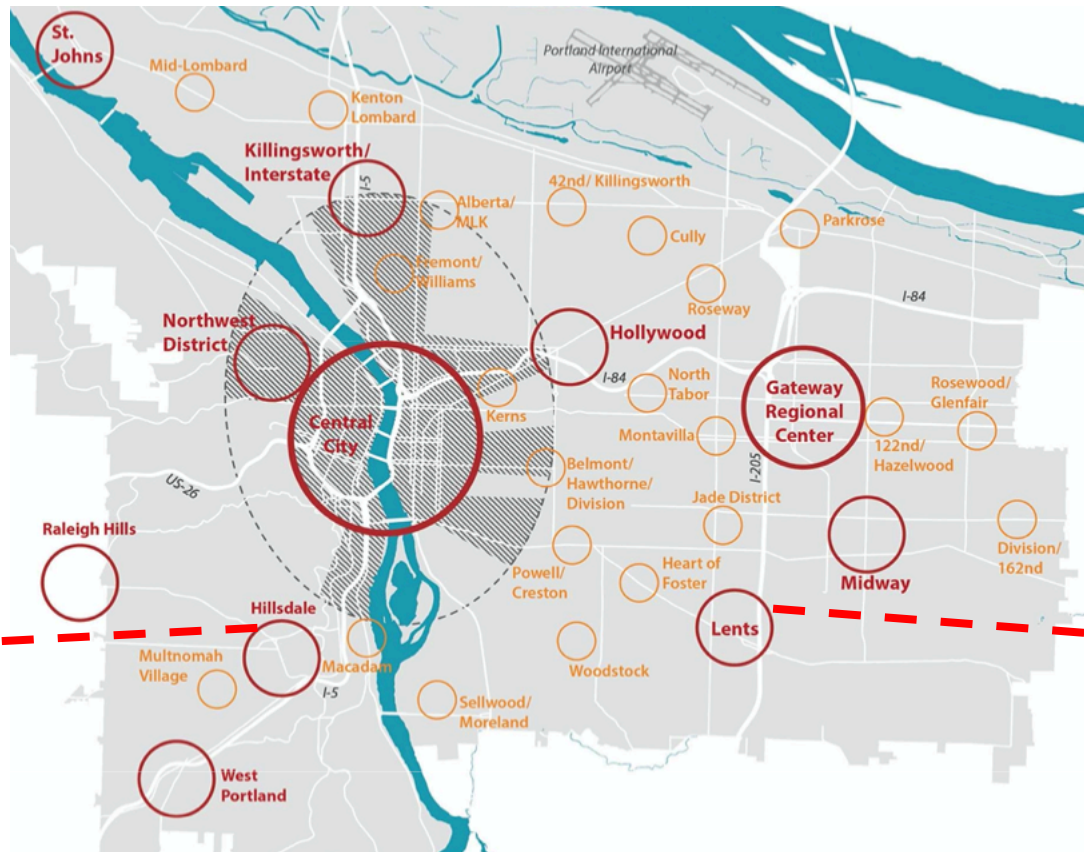 St.
Johns
Mid-Lombard
Kenton
Lombard
Portland International
Airport
Killingsworth/
Interstate
I-5
Alberta/
MLK
42nd/ Killingsworth
Cully
Parkrose
Fremont/
Williams
Roseway
I-84
Northwest
District
Hollywood
I-84
North
Tabor
Gateway
Regional
Center
Rosewood/
Glenfair
Kerns
Central
City
Montavilla
122nd/
Hazelwood
US-26
Belmont/
Hawthorne/
Division
I-205
Jade District
Raleigh Hills
Powell/
Creston
Heart of
Foster
Midway
Division/
162nd
Hillsdale
Lents
Multnomah
Village
Macadam
Woodstock
I-5
Sellwood/
Moreland
West
Portland